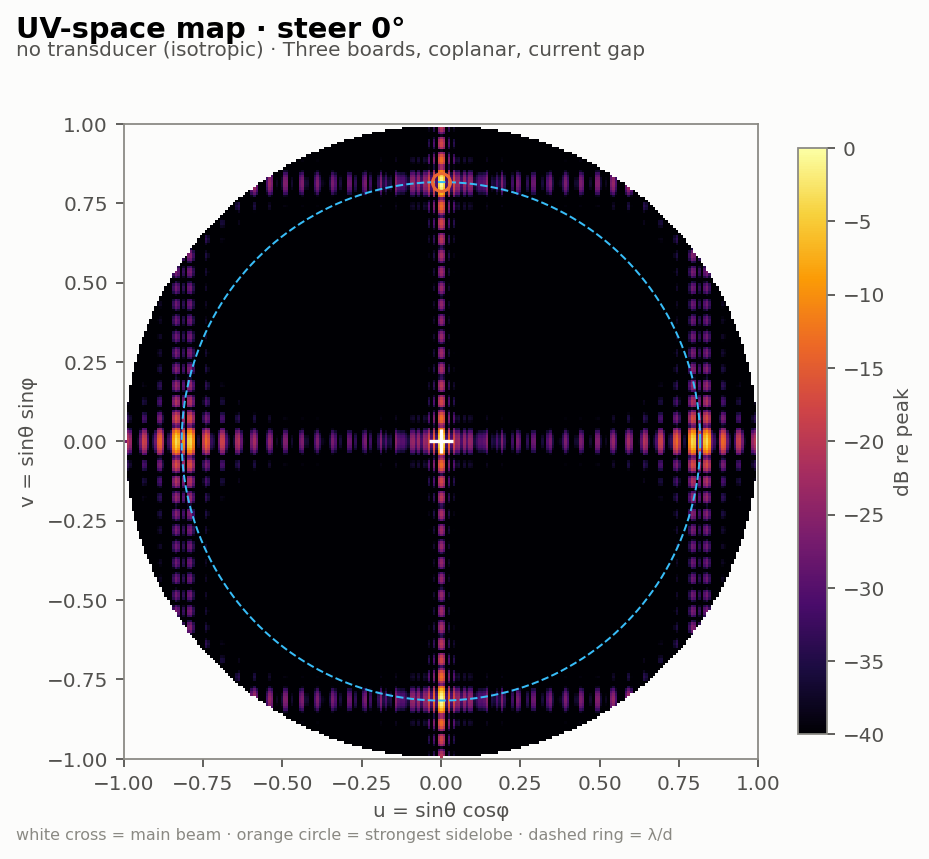 UV-space map · steer 0°
no transducer (isotropic) · Three boards, coplanar, current gap
1.00
0.75
0.50
0.25
0.00
−0.25
−0.50
−0.75
−1.00
v = sinθ sinφ
−1.00 −0.75 −0.50 −0.25 0.00 0.25 0.50 0.75 1.00
u = sinθ cosφ
0
−5
−10
−15
−20
−25
−30
−35
−40
dB re peak
white cross = main beam · orange circle = strongest sidelobe · dashed ring = λ/d